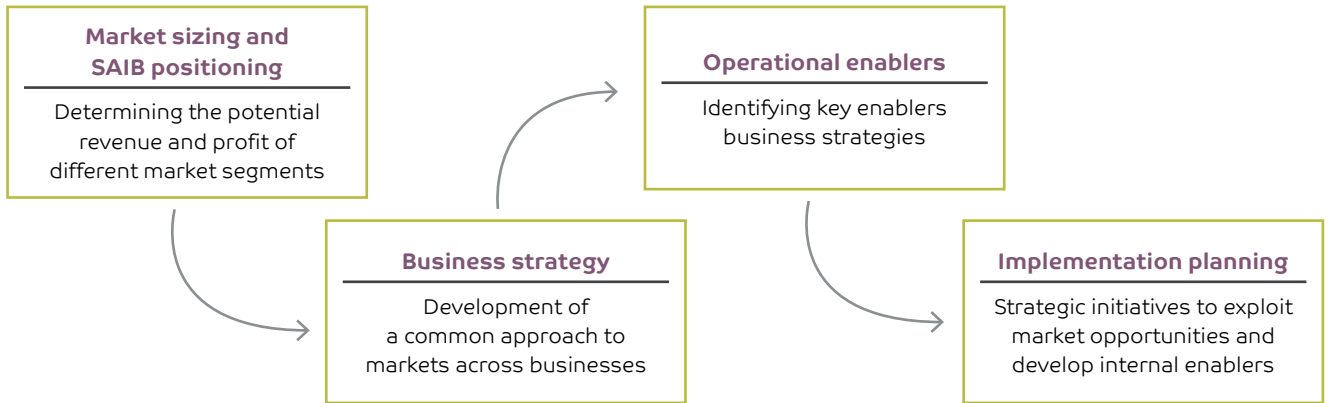 Market sizing and
SAIB positioning
Determining the potential
revenue and profit of
different market segments
Business strategy
Development of
a common approach to
markets across businesses
Operational enablers
Identifying key enablers
business strategies
Implementation planning
Strategic initiatives to exploit
market opportunities and
develop internal enablers